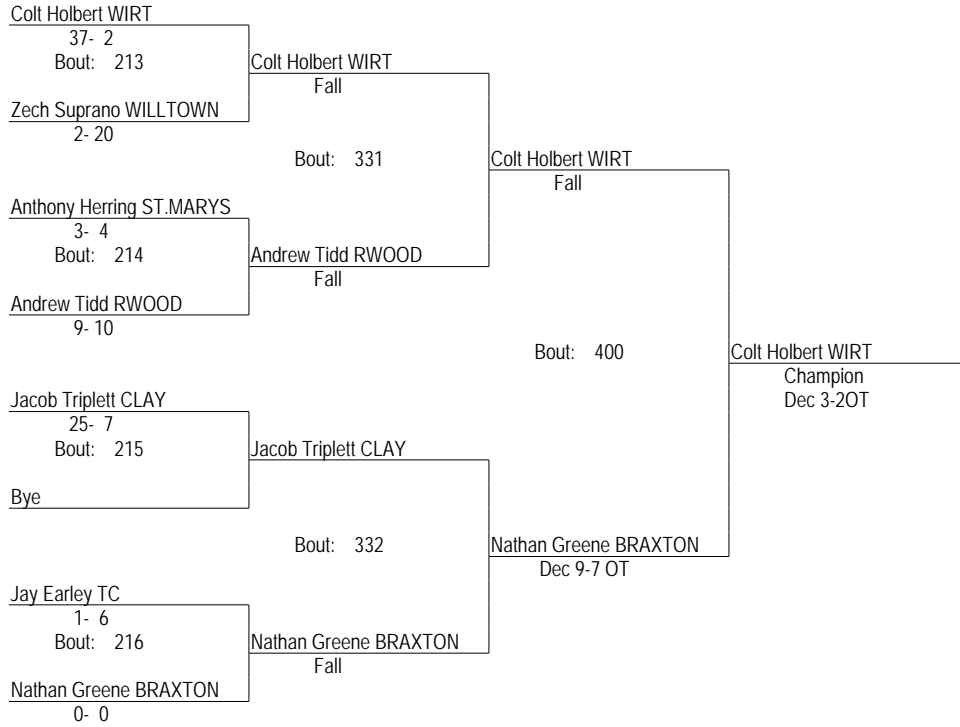 Colt Holbert WIRT
37- 2
Bout: 213
Colt Holbert WIRT
Fall
Zech Suprano WILLTOWN
2- 20
Bout: 331
Colt Holbert WIRT
Fall
Anthony Herring ST.MARYS
3- 4
Bout: 214
Andrew Tidd RWOOD
Fall
Andrew Tidd RWOOD
9- 10
Bout: 400
Colt Holbert WIRT
Champion
Dec 3-2OT
Jacob Triplett CLAY
25- 7
Bout: 215
Jacob Triplett CLAY
Bye
Bout: 332
Nathan Greene BRAXTON
Dec 9-7 OT
Jay Earley TC
1- 6
Bout: 216
Nathan Greene BRAXTON
Fall
Nathan Greene BRAXTON
0- 0